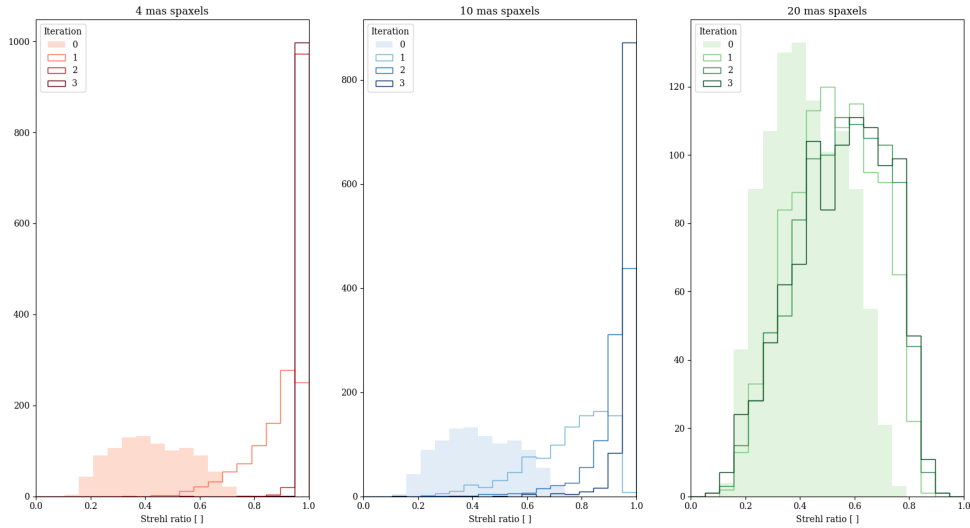 4 mas spaxels
10 mas spaxels
20 mas spaxels
Iteration
0
1
2
3
1000
800
600
400
200
0
0.0 0.2 0.4 0.6 0.8 1.0
Strehl ratio [ ]
Iteration
0
1
2
3
800
600
400
200
0
0.0 0.2 0.4 0.6 0.8 1.0
Strehl ratio [ ]
Iteration
0
1
2
3
120
100
80
60
40
20
0
0.0 0.2 0.4 0.6 0.8 1.0
Strehl ratio [ ]